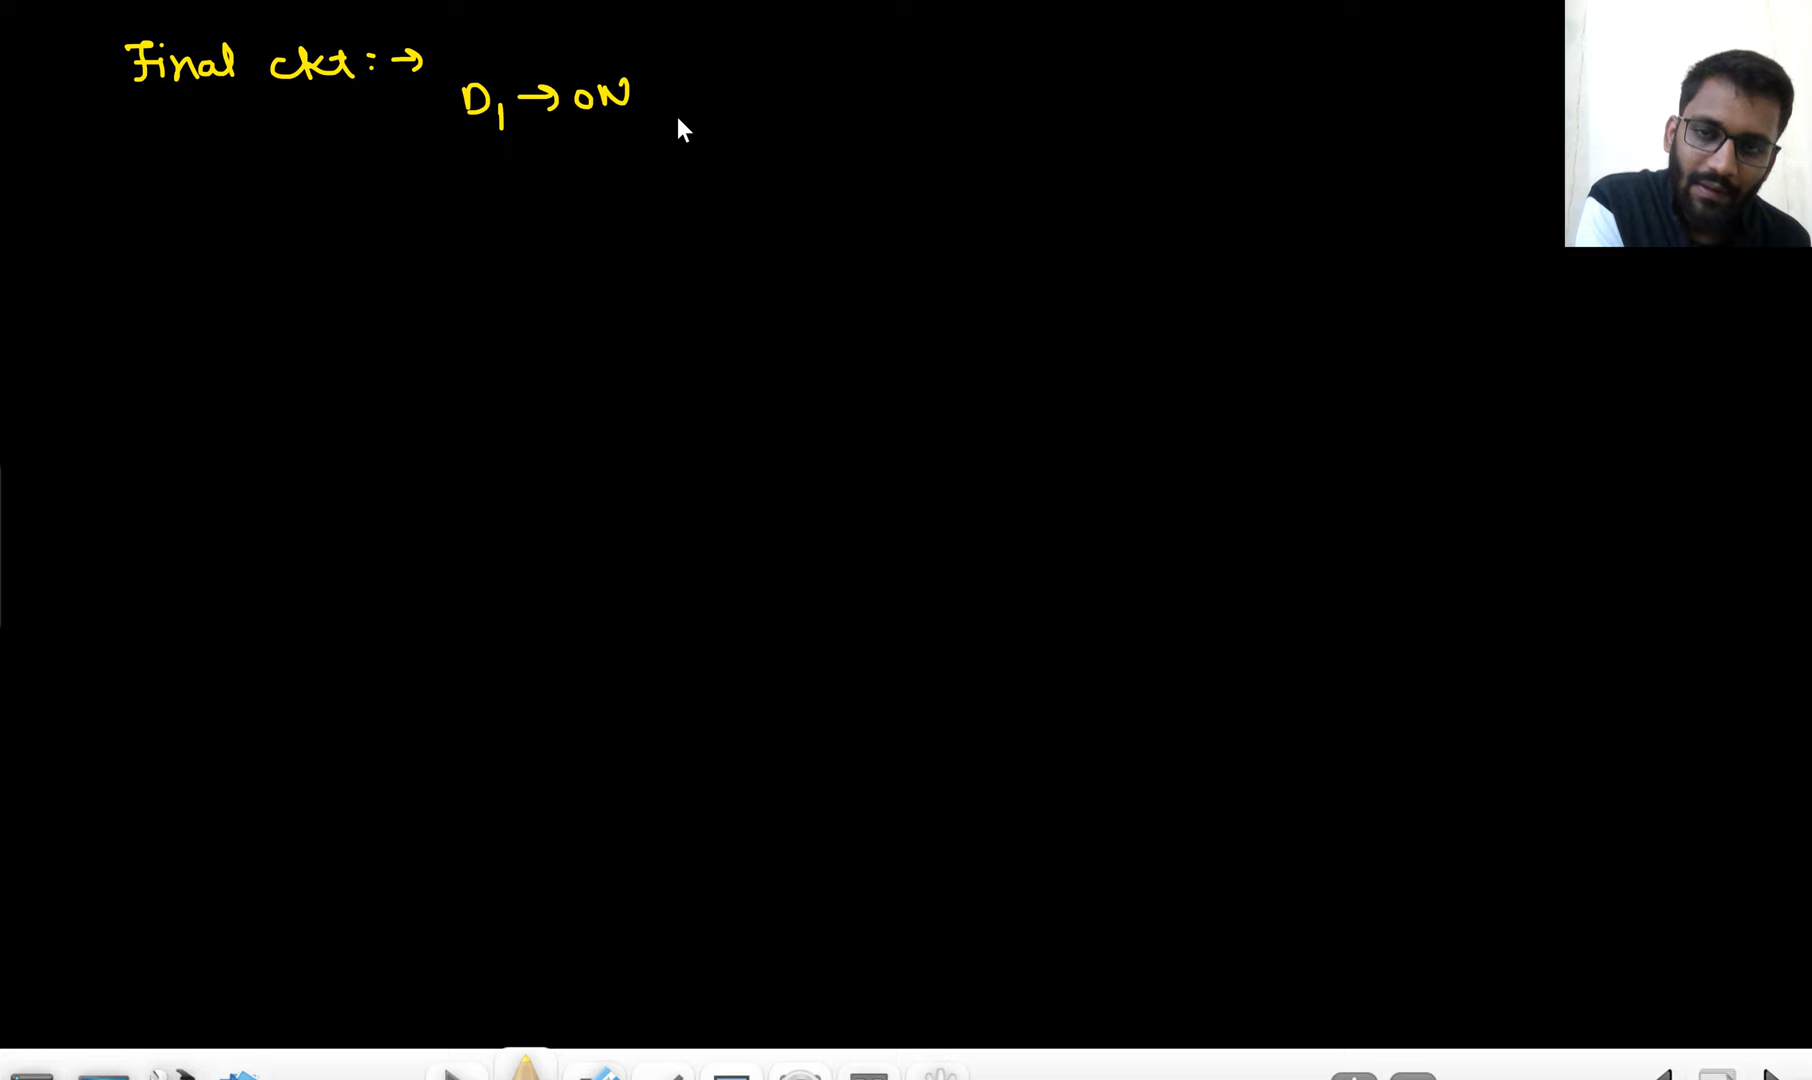 Final ckt: →
D₁ → ON